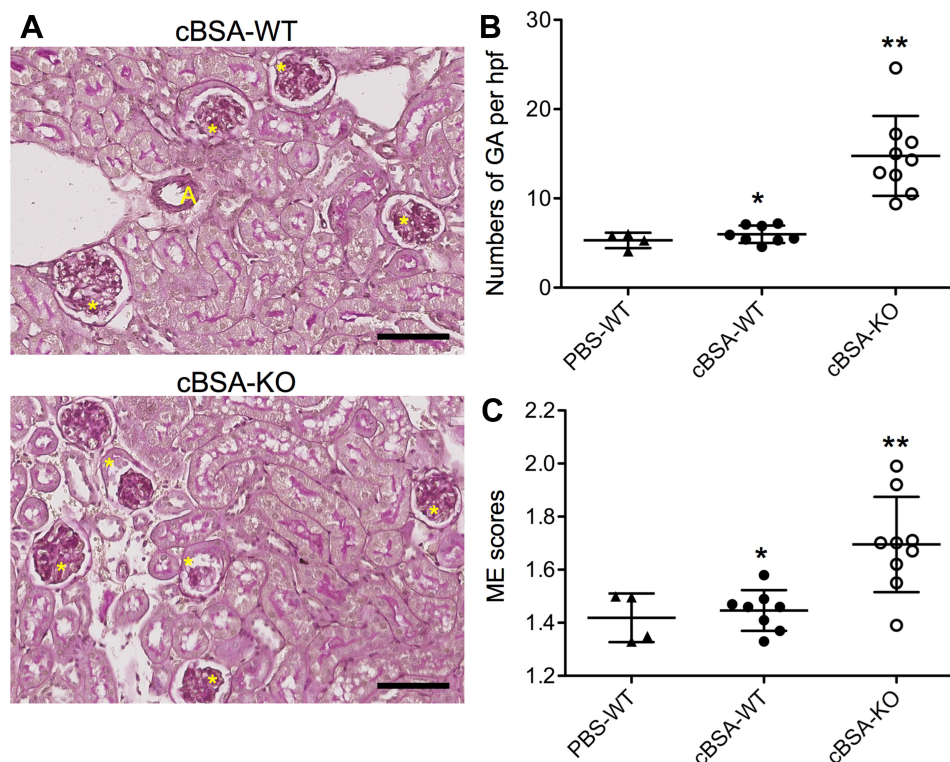 A
cBSA-WT
*
*
A
*
*
cBSA-KO
*
*
*
*
*
B
Numbers of GA per hpf
30
20
10
0
*
**
PBS-WT
cBSA-WT
cBSA-KO
C
ME scores
2.2
2.0
1.8
1.6
1.4
1.2
*
**
PBS-WT
cBSA-WT
cBSA-KO